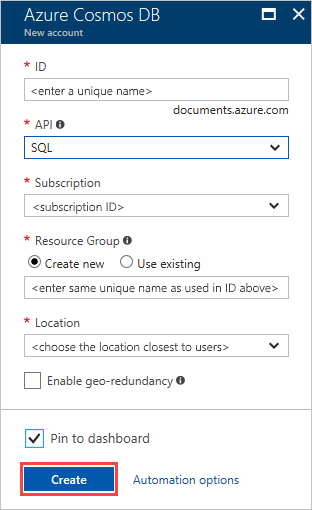 Azure Cosmos DB
New account
* ID
<enter a unique name>
documents.azure.com
* API
SQL
* Subscription
<subscription ID>
* Resource Group
Create new Use existing
<enter same unique name as used in ID above>
* Location
<choose the location closest to users>
Enable geo-redundancy
Pin to dashboard
Create Automation options